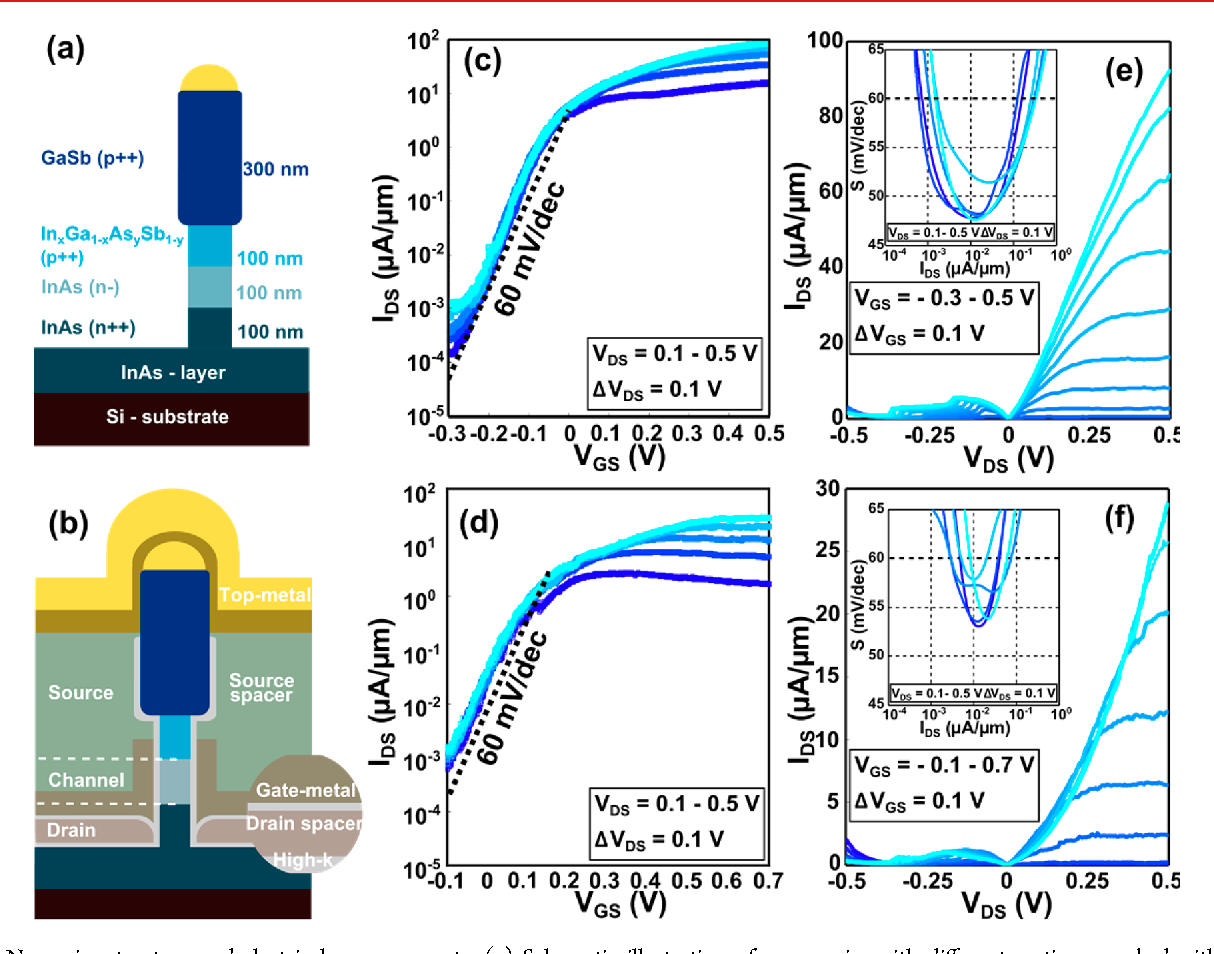 (a)
GaSb (p++)
300 nm
InxGa1-xAsySb1-y
(p++)
100 nm
InAs (n-)
100 nm
InAs (n++)
100 nm
InAs - layer
Si - substrate
(b)
Top-metal
Source
Source
spacer
Channel
Gate-metal
Drain
Drain spacer
High-k
(c)
10²
10¹
10⁰
10⁻¹
10⁻²
10⁻³
10⁻⁴
10⁻⁵
IDS (µA/µm)
60 mV/dec
VDS = 0.1 - 0.5 V
ΔVDS = 0.1 V
-0.3 -0.2 -0.1 0 0.1 0.2 0.3 0.4 0.5
VGS (V)
(d)
10²
10¹
10⁰
10⁻¹
10⁻²
10⁻³
10⁻⁴
10⁻⁵
IDS (µA/µm)
60 mV/dec
VDS = 0.1 - 0.5 V
ΔVDS = 0.1 V
-0.1 0 0.1 0.2 0.3 0.4 0.5 0.6 0.7
VGS (V)
(e)
100
80
60
40
20
0
IDS (µA/µm)
65
60
55
50
45
S (mV/dec)
VDS = 0.1- 0.5 V ΔVDS = 0.1 V
10⁻⁴ 10⁻³ 10⁻² 10⁻¹ 10⁰
IDS (µA/µm)
VGS = - 0.3 - 0.5 V
ΔVGS = 0.1 V
-0.5 -0.25 0 0.25 0.5
VDS (V)
(f)
30
25
20
15
10
5
0
IDS (µA/µm)
65
60
55
50
45
S (mV/dec)
VDS = 0.1- 0.5 V ΔVDS = 0.1 V
10⁻⁴ 10⁻³ 10⁻² 10⁻¹ 10⁰
IDS (µA/µm)
VGS = - 0.1 - 0.7 V
ΔVGS = 0.1 V
-0.5 -0.25 0 0.25 0.5
VDS (V)